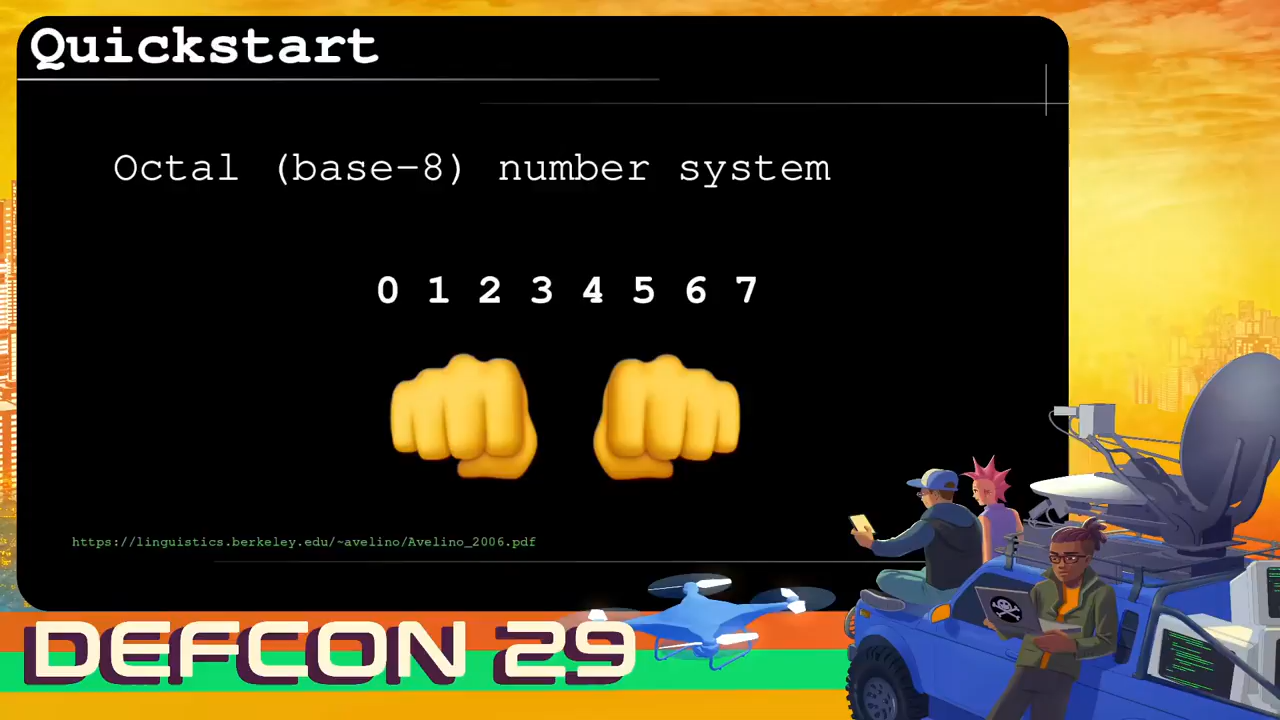 Quickstart
Octal (base-8) number system
0 1 2 3 4 5 6 7
https://linguistics.berkeley.edu/~avelino/Avelino_2006.pdf
DEFCON 29